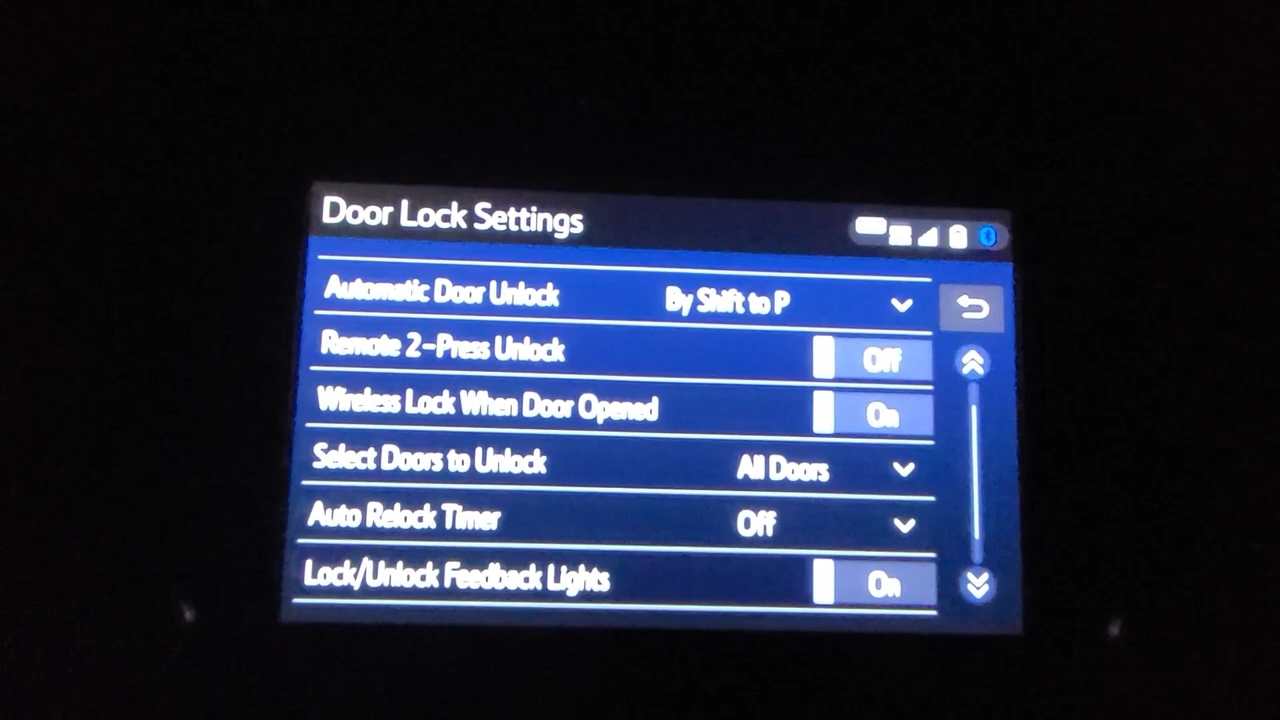 Door Lock Settings
Automatic Door Unlock By Shift to P
Remote 2-Press Unlock Off
Wireless Lock When Door Opened On
Select Doors to Unlock All Doors
Auto Relock Timer Off
Lock/Unlock Feedback Lights On